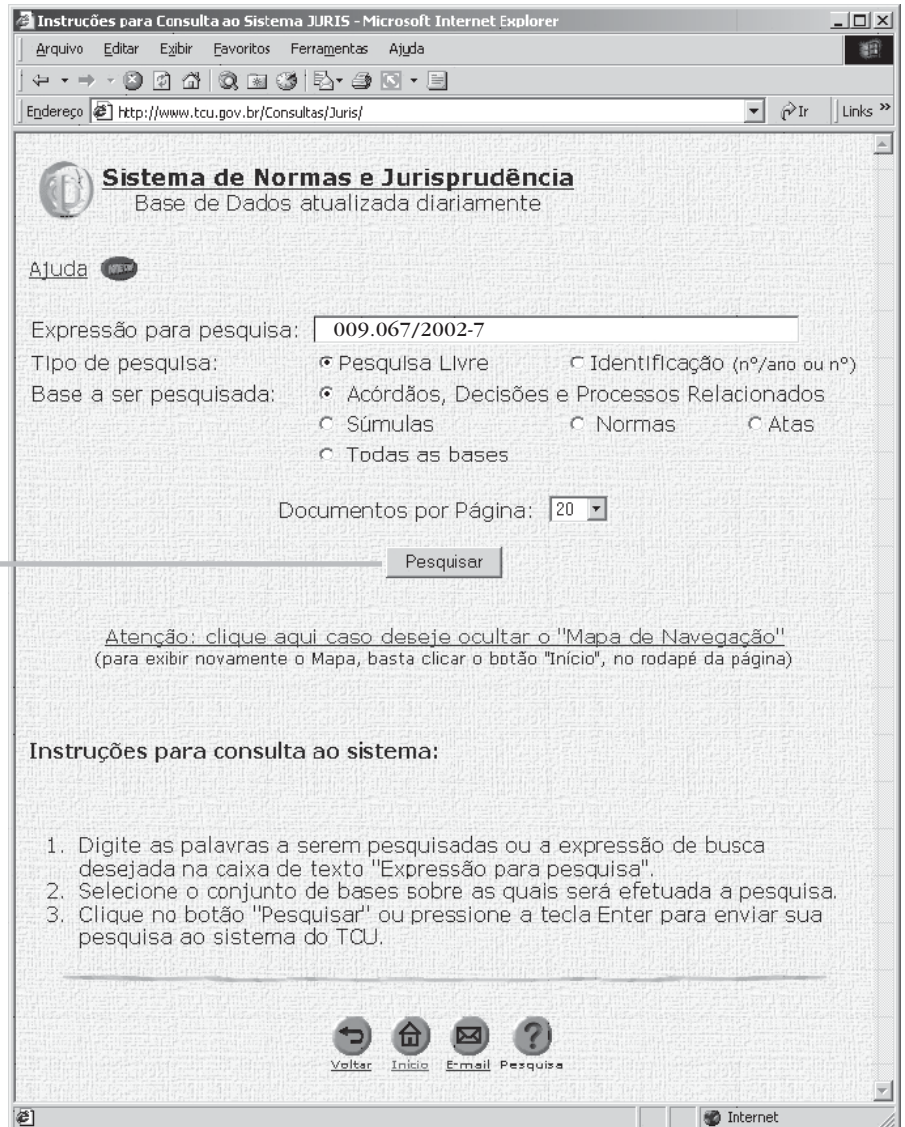 Instruções para Consulta ao Sistema JURIS - Microsoft Internet Explorer
Arquivo Editar Exibir Favoritos Ferramentas Ajuda
Endereço http://www.tcu.gov.br/Consultas/Juris/ Ir Links »
Sistema de Normas e Jurisprudência
Base de Dados atualizada diariamente
Ajuda
Expressão para pesquisa: 009.067/2002-7
Tipo de pesquisa: Pesquisa Livre Identificação (nº/ano ou nº)
Base a ser pesquisada: Acórdãos, Decisões e Processos Relacionados
Súmulas Normas Atas
Todas as bases
Documentos por Página: 20
Pesquisar
Atenção: clique aqui caso deseje ocultar o "Mapa de Navegação"
(para exibir novamente o Mapa, basta clicar o botão "Início", no rodapé da página)
Instruções para consulta ao sistema:
1. Digite as palavras a serem pesquisadas ou a expressão de busca
desejada na caixa de texto "Expressão para pesquisa".
2. Selecione o conjunto de bases sobre as quais será efetuada a pesquisa.
3. Clique no botão "Pesquisar" ou pressione a tecla Enter para enviar sua
pesquisa ao sistema do TCU.
Voltar Início E-mail Pesquisa
Internet